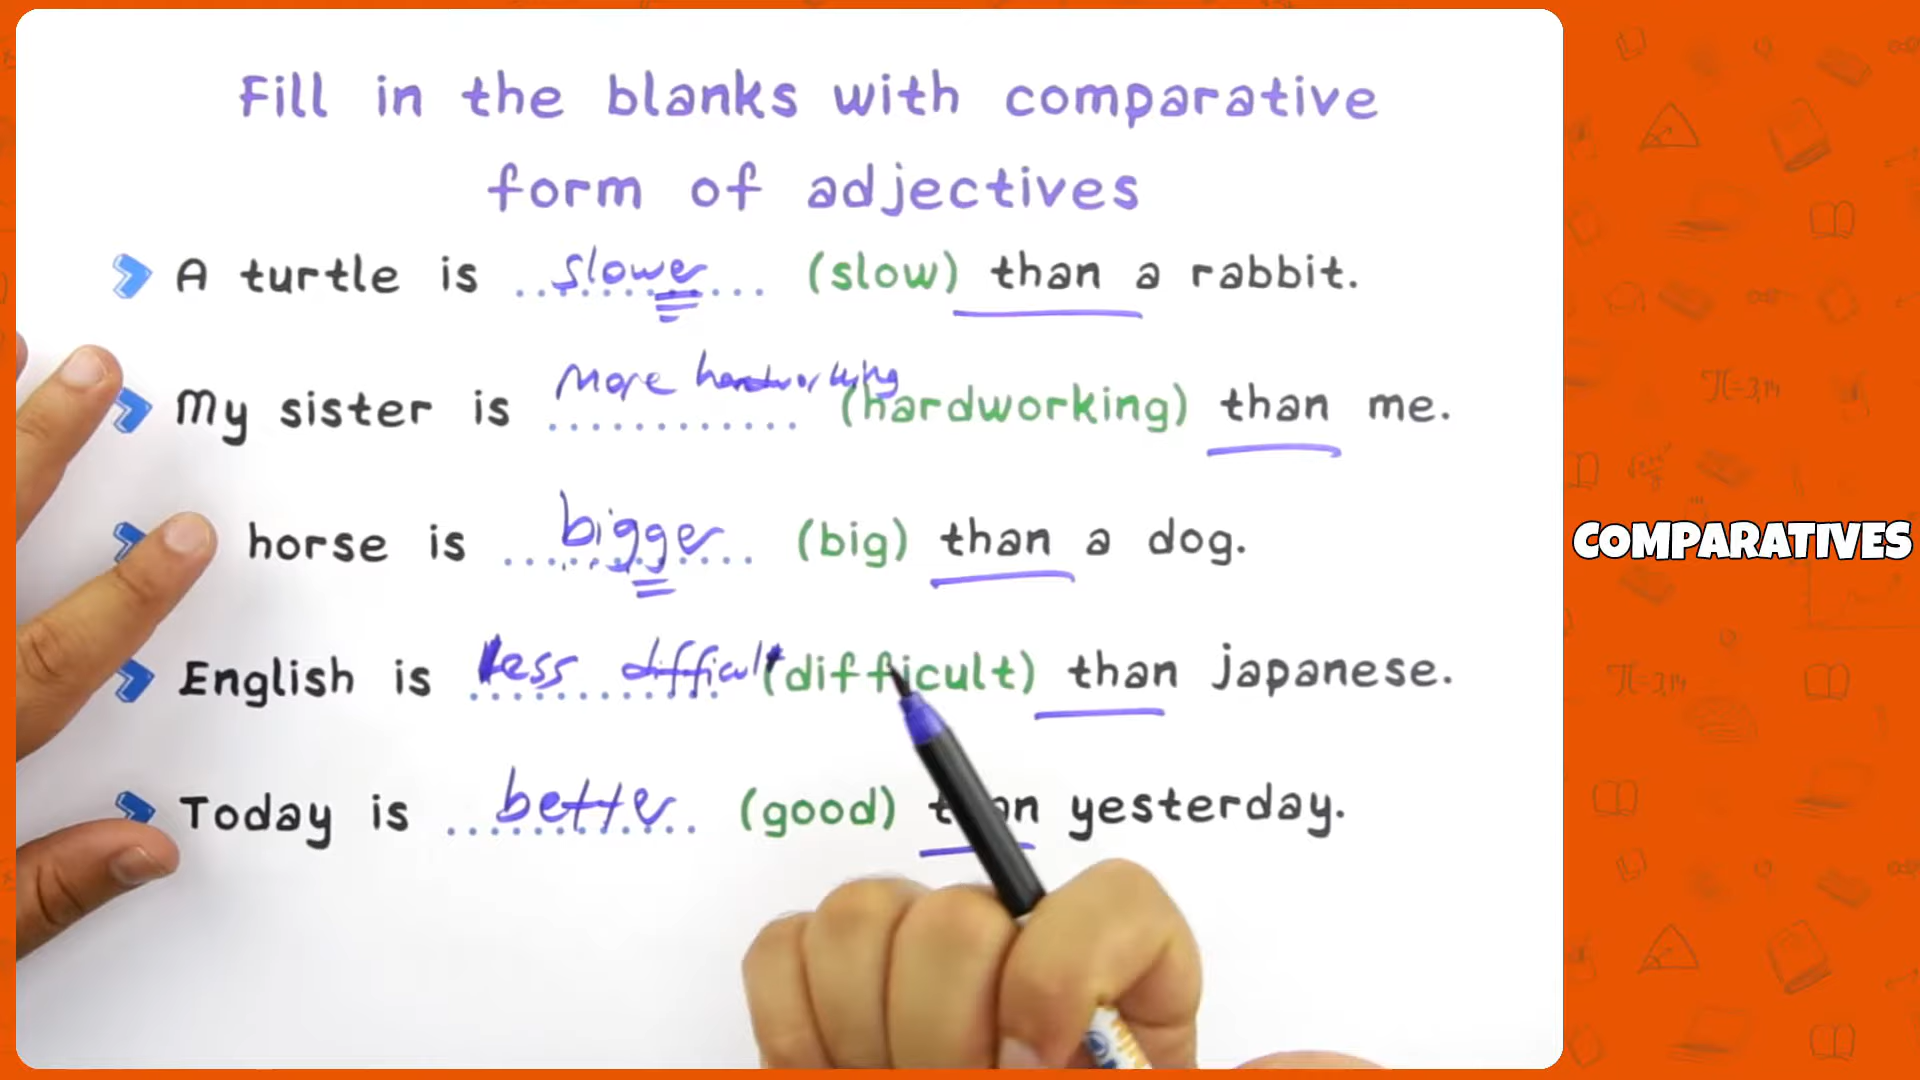 Fill in the blanks with comparative
form of adjectives
A turtle is slower (slow) than a rabbit.
My sister is more hardworking (hardworking) than me.
horse is bigger (big) than a dog.
English is less difficult (difficult) than japanese.
Today is better (good) than yesterday.
COMPARATIVES